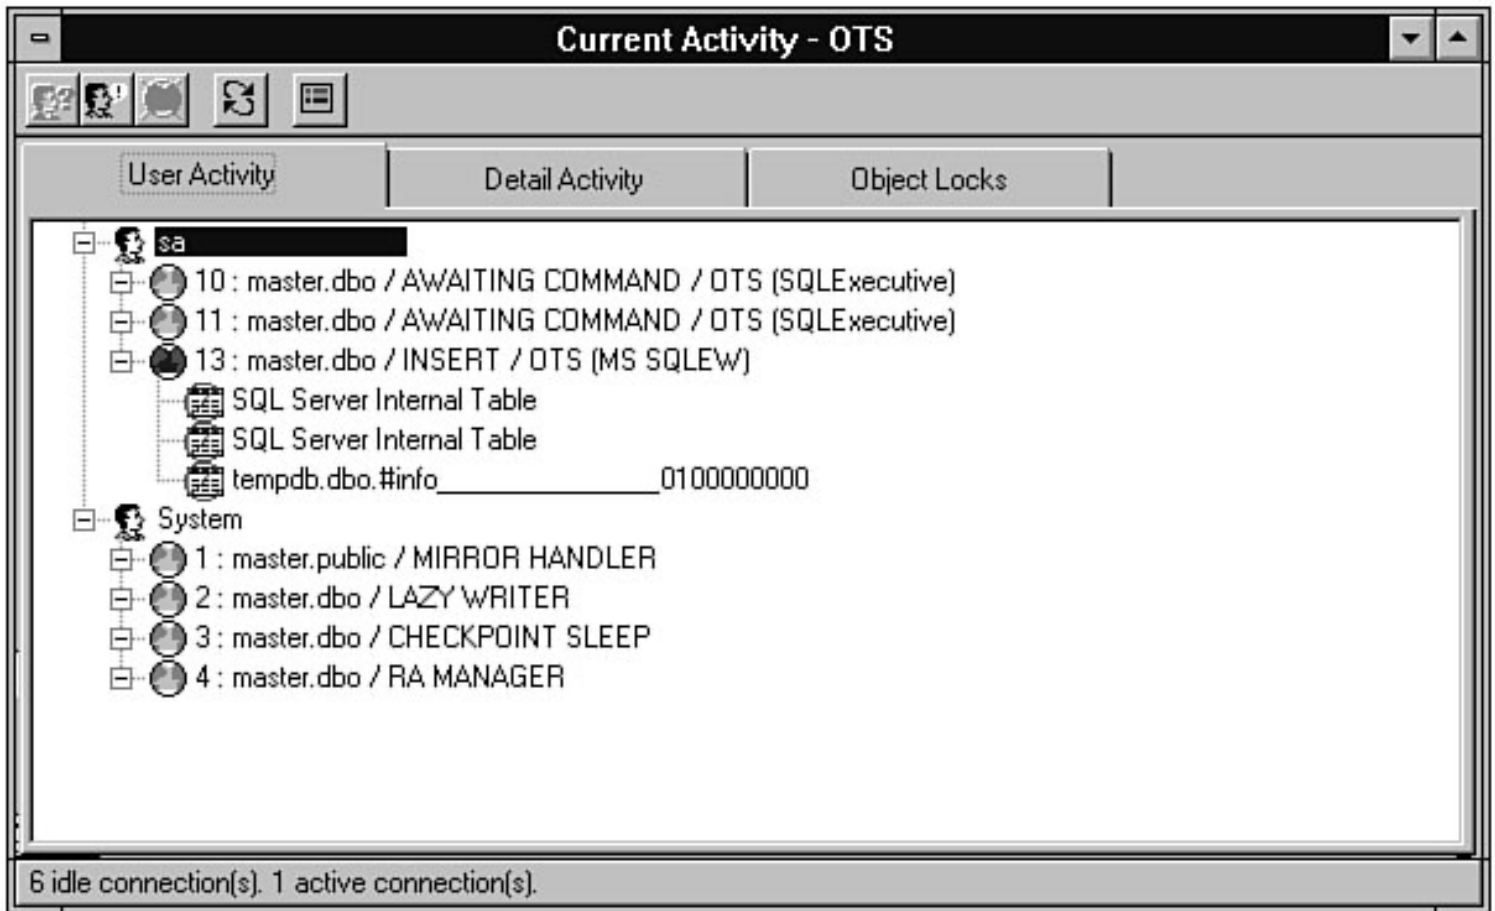 Current Activity - OTS
User Activity
Detail Activity
Object Locks
sa
10 : master.dbo / AWAITING COMMAND / OTS (SQLExecutive)
11 : master.dbo / AWAITING COMMAND / OTS (SQLExecutive)
13 : master.dbo / INSERT / OTS (MS SQLEW)
SQL Server Internal Table
SQL Server Internal Table
tempdb.dbo.#info_______________0100000000
System
1 : master.public / MIRROR HANDLER
2 : master.dbo / LAZY WRITER
3 : master.dbo / CHECKPOINT SLEEP
4 : master.dbo / RA MANAGER
6 idle connection(s). 1 active connection(s).